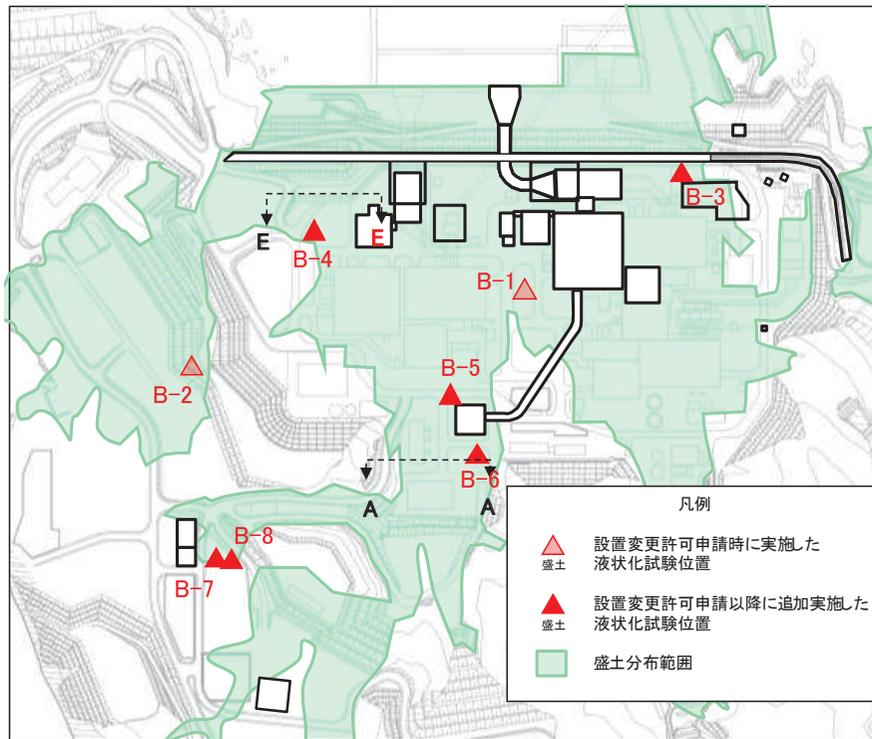 B-3
E
E
B-4
B-1
B-2
B-5
B-6
A
A
B-8
B-7
凡例
盛土
設置変更許可申請時に実施した
液状化試験位置
盛土
設置変更許可申請以降に追加実施した
液状化試験位置
盛土分布範囲